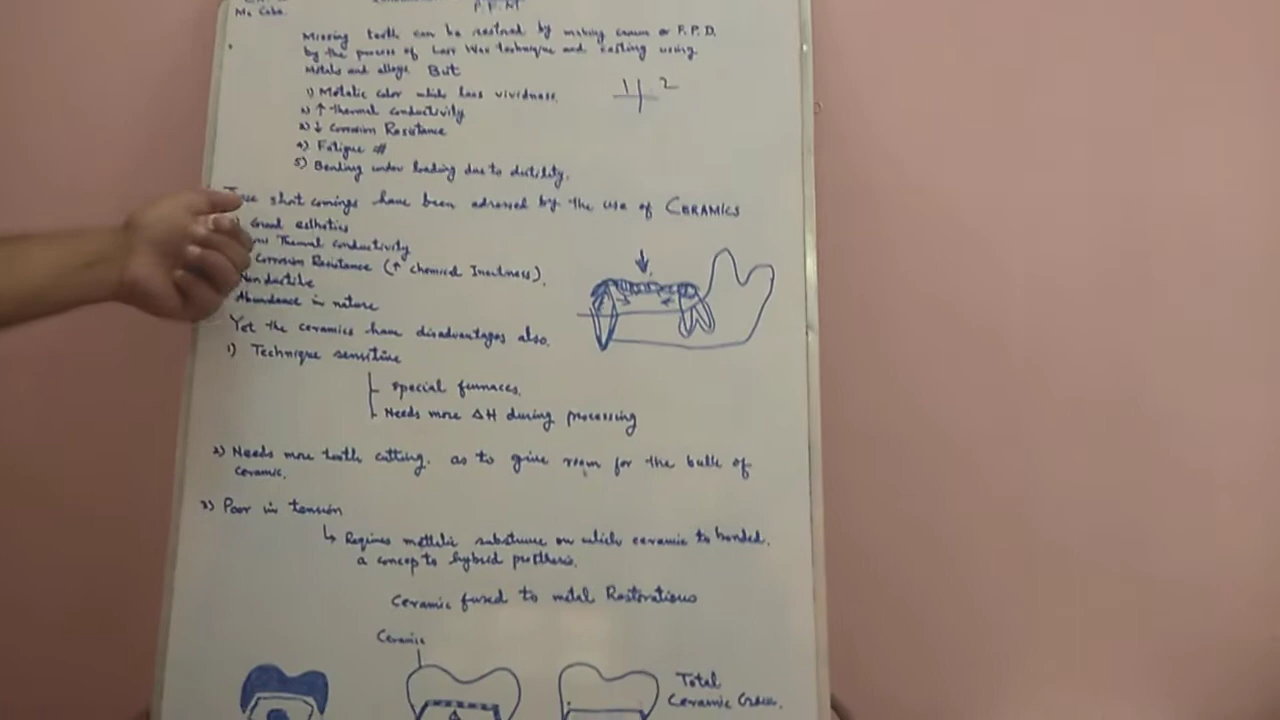 Mc Cabe.
P.F.M
Missing teeth can be restored by making crown or F.P.D.
by the process of Lost Wax technique and casting using
Metals and alloys. But
1) Metallic color which lacs vividness.
1| 2
2) ↑ Thermal conductivity
3) ↓ Corrosion Resistance
4) Fatigue #
5) Bending under loading due to ductility.
These short comings have been adressed by the use of CERAMICS
Good esthetics
Thermal conductivity
Corrosion Resistance (↑ chemical Inertness).
Non ductile
Abundance in nature
Yet the ceramics have disadvantages also.
1) Technique sensitive
special furnaces.
Needs more ΔH during processing
2) Needs more tooth cutting. as to give room for the bulk of
ceramic.
3) Poor in tension
↳ Requires metallic substance on which ceramic to bonded.
a concep to hybrid prosthesis.
Ceramic fused to metal Restorations
Ceramic
Total
Ceramic